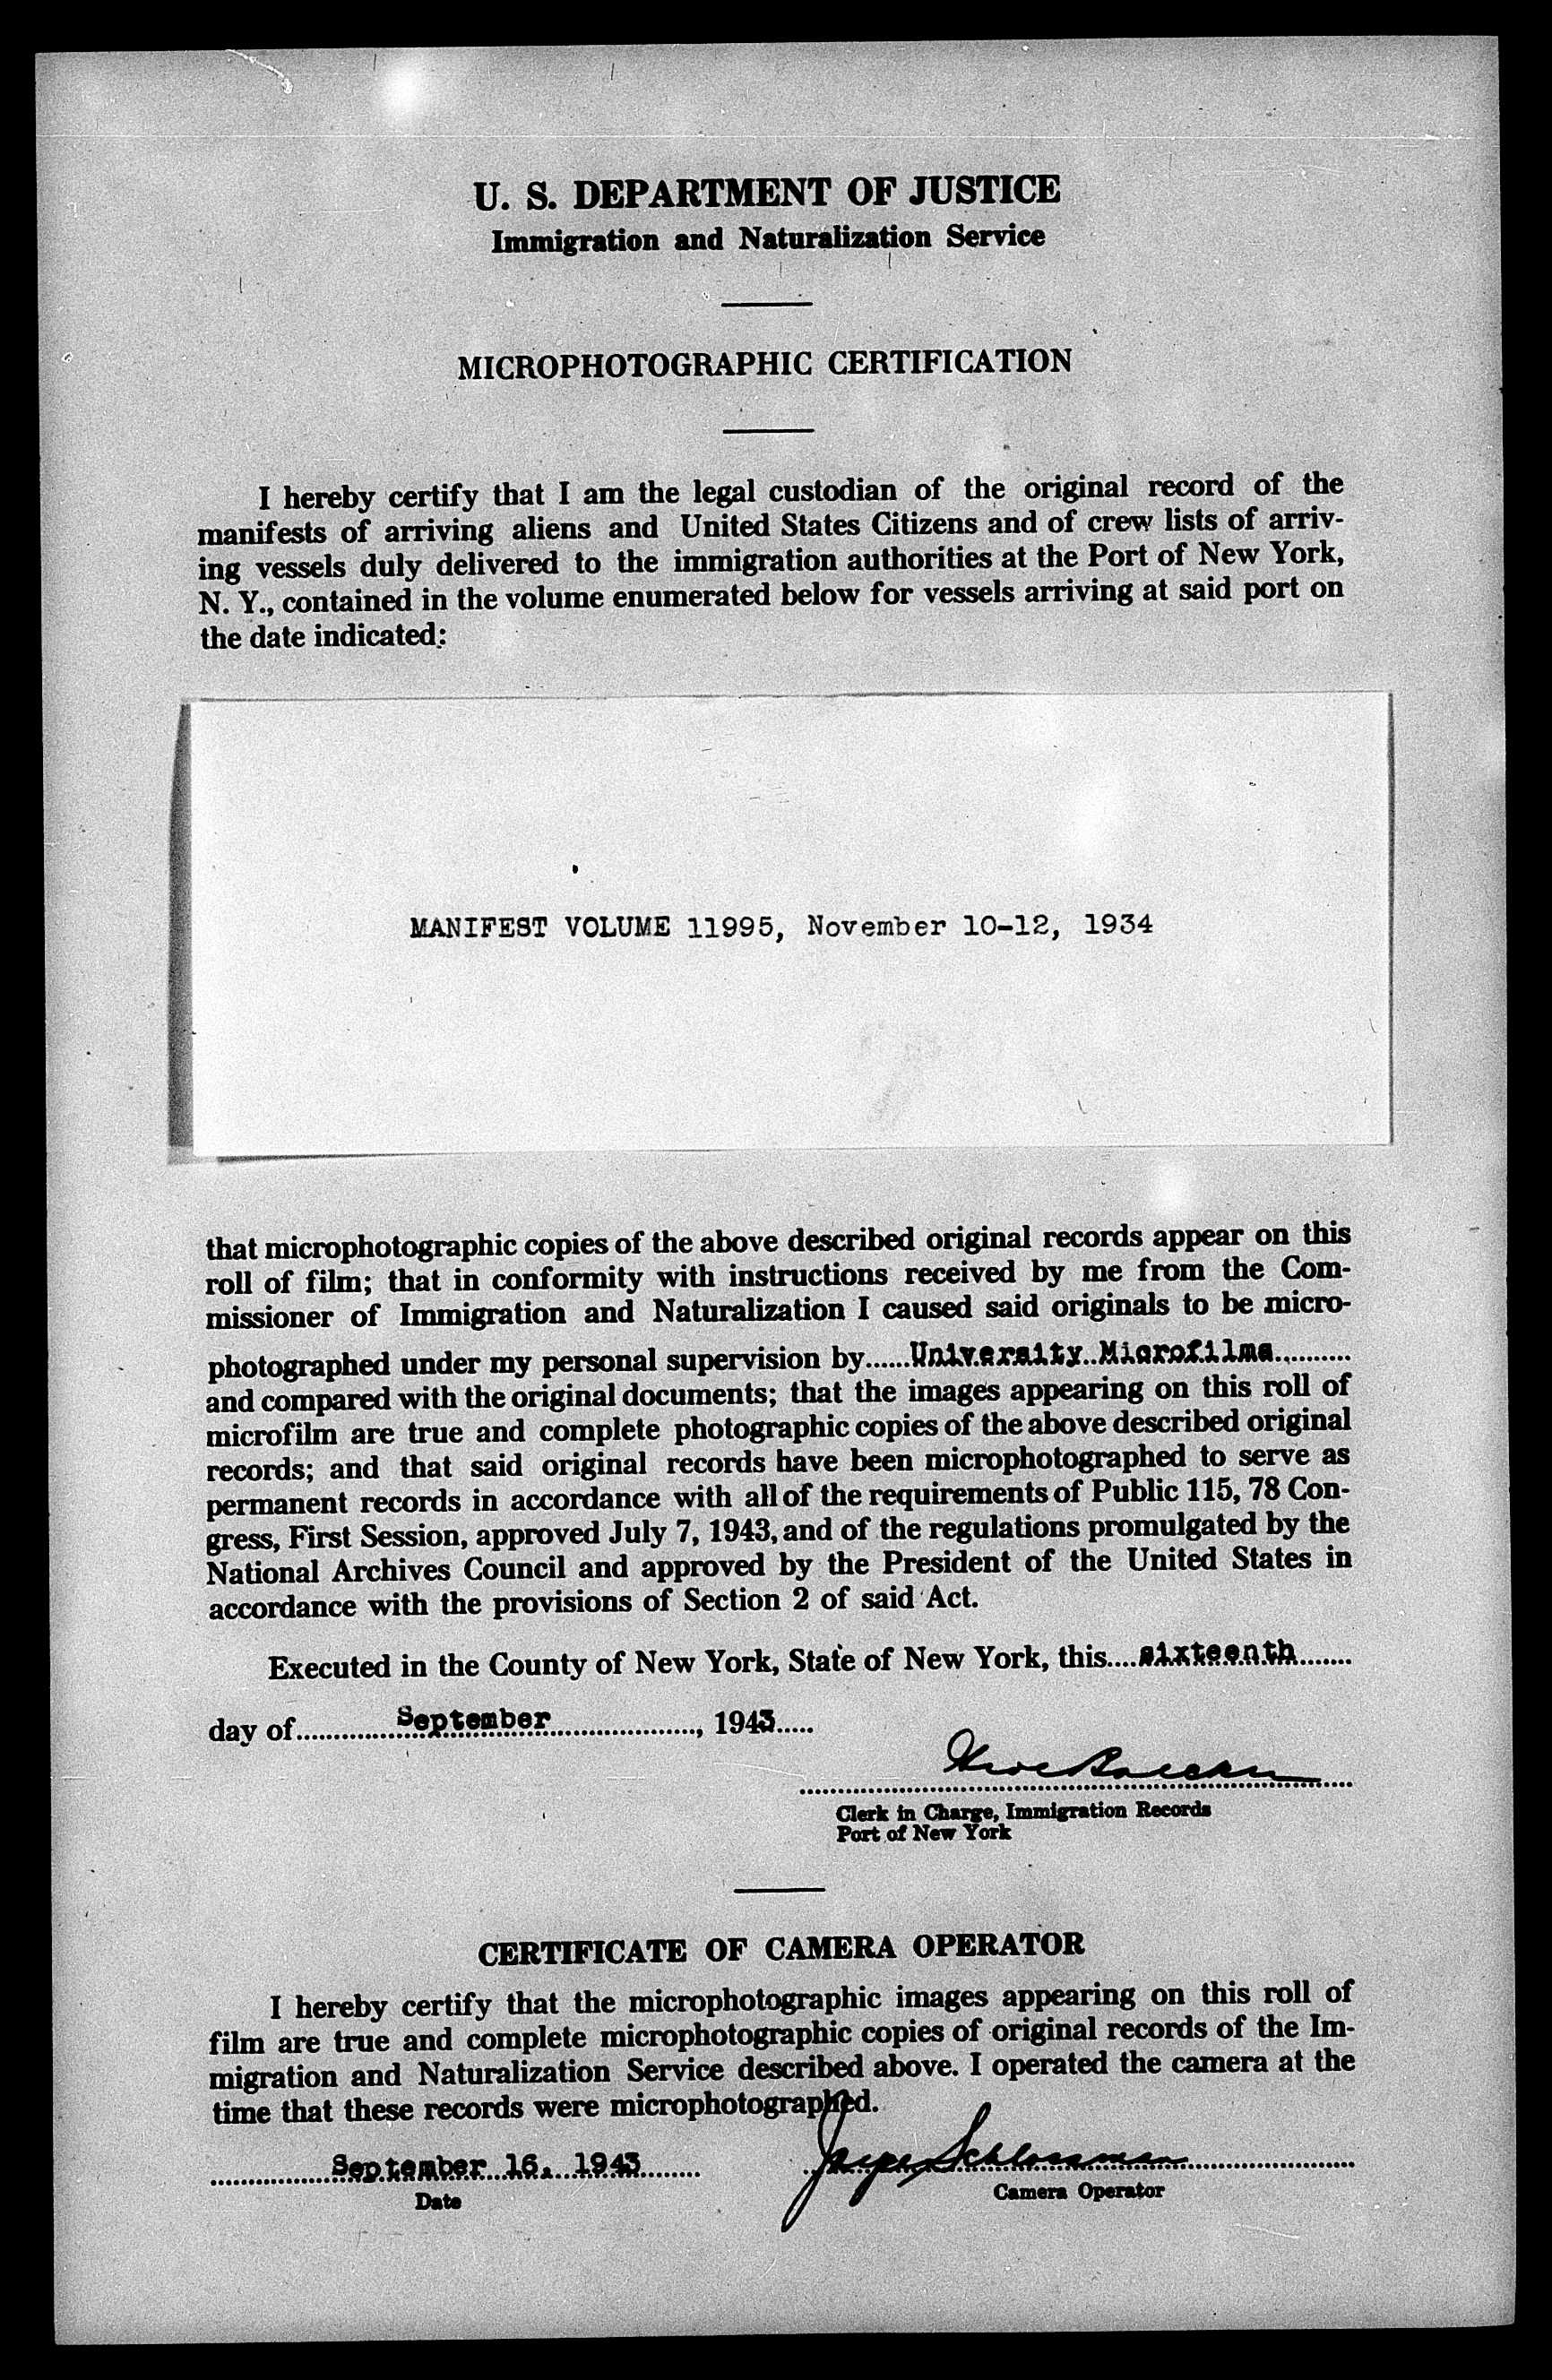 U. S. DEPARTMENT OF JUSTICE
Immigration and Naturalization Service
MICROPHOTOGRAPHIC CERTIFICATION
I hereby certify that I am the legal custodian of the original record of the
manifests of arriving aliens and United States Citizens and of crew lists of arriv-
ing vessels duly delivered to the immigration authorities at the Port of New York,
N. Y., contained in the volume enumerated below for vessels arriving at said port on
the date indicated:
MANIFEST VOLUME 11995, November 10-12, 1934
that microphotographic copies of the above described original records appear on this
roll of film; that in conformity with instructions received by me from the Com-
missioner of Immigration and Naturalization I caused said originals to be micro-
photographed under my personal supervision by......University Microfilms..........
and compared with the original documents; that the images appearing on this roll of
microfilm are true and complete photographic copies of the above described original
records; and that said original records have been microphotographed to serve as
permanent records in accordance with all of the requirements of Public 115, 78 Con-
gress, First Session, approved July 7, 1943, and of the regulations promulgated by the
National Archives Council and approved by the President of the United States in
accordance with the provisions of Section 2 of said Act.
Executed in the County of New York, State of New York, this....sixteenth........
day of.............September...................., 1943.....
Clerk in Charge, Immigration Records
Port of New York
CERTIFICATE OF CAMERA OPERATOR
I hereby certify that the microphotographic images appearing on this roll of
film are true and complete microphotographic copies of original records of the Im-
migration and Naturalization Service described above. I operated the camera at the
time that these records were microphotographed.
September 16, 1943 Schlossman
Date Camera Operator